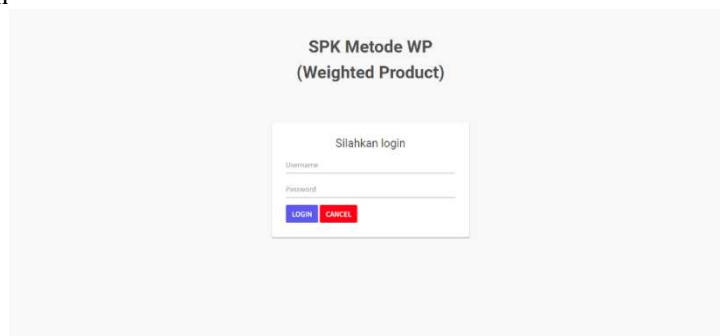 SPK Metode WP
(Weighted Product)
Silahkan login
Username
Password
LOGIN CANCEL